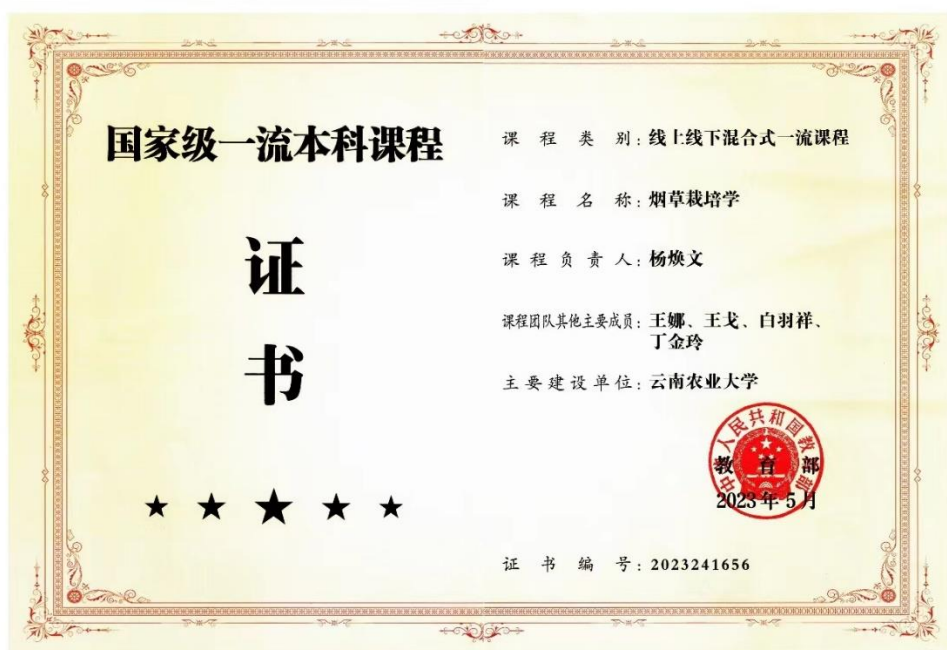 国家级一流本科课程
证
书
课程类别：线上线下混合式一流课程
课程名称：烟草栽培学
课程负责人：杨焕文
课程团队其他主要成员：王娜、王戈、白羽祥、
丁金玲
主要建设单位：云南农业大学
中华人民共和国教育部
教育部
2023年5月
证书编号：2023241656